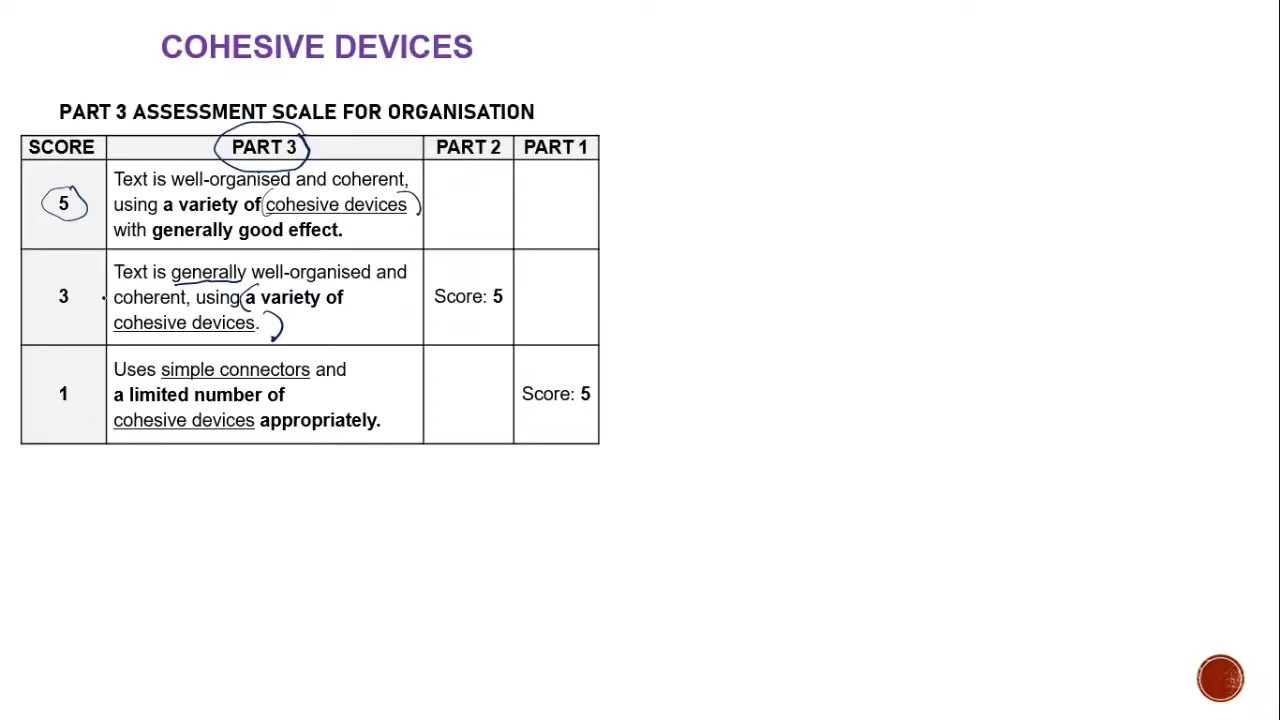 COHESIVE DEVICES
PART 3 ASSESSMENT SCALE FOR ORGANISATION
SCORE PART 3 PART 2 PART 1
5
Text is well-organised and coherent,
using a variety of cohesive devices
with generally good effect.
3
Text is generally well-organised and
coherent, using a variety of
cohesive devices.
Score: 5
1
Uses simple connectors and
a limited number of
cohesive devices appropriately.
Score: 5